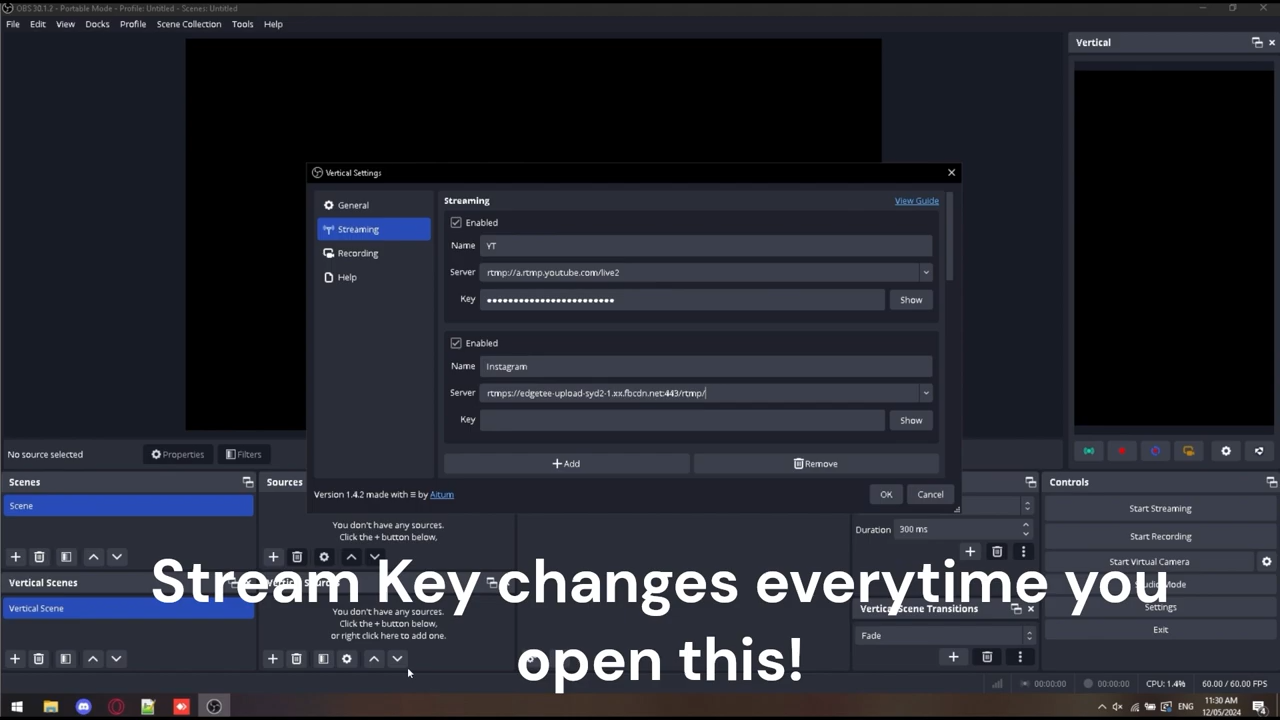 OBS 30.1.2 - Portable Mode - Profile: Untitled - Scenes: Untitled
File Edit View Docks Profile Scene Collection Tools Help
Vertical
Vertical Settings
General
Streaming
Recording
Help
Streaming
View Guide
Enabled
Name YT
Server rtmp://a.rtmp.youtube.com/live2
Key ●●●●●●●●●●●●●●●●●●●●●●●● Show
Enabled
Name Instagram
Server rtmps://edgetee-upload-syd2-1.xx.fbcdn.net:443/rtmp/
Key Show
Add Remove
Version 1.4.2 made with ≡ by Aitum
OK Cancel
No source selected Properties Filters
Scenes
Scene
Sources
You don't have any sources.
Click the + button below,
Duration 300 ms
Controls
Start Streaming
Start Recording
Start Virtual Camera
Studio Mode
Settings
Exit
Vertical Scenes
Vertical Scene
Vertical Sources
You don't have any sources.
Click the + button below,
or right click here to add one.
Vertical Scene Transitions
Fade
Stream Key changes everytime you
open this!
00:00:00 00:00:00 CPU: 1.4% 60.00 / 60.00 FPS
ENG
11:30 AM
12/05/2024
4